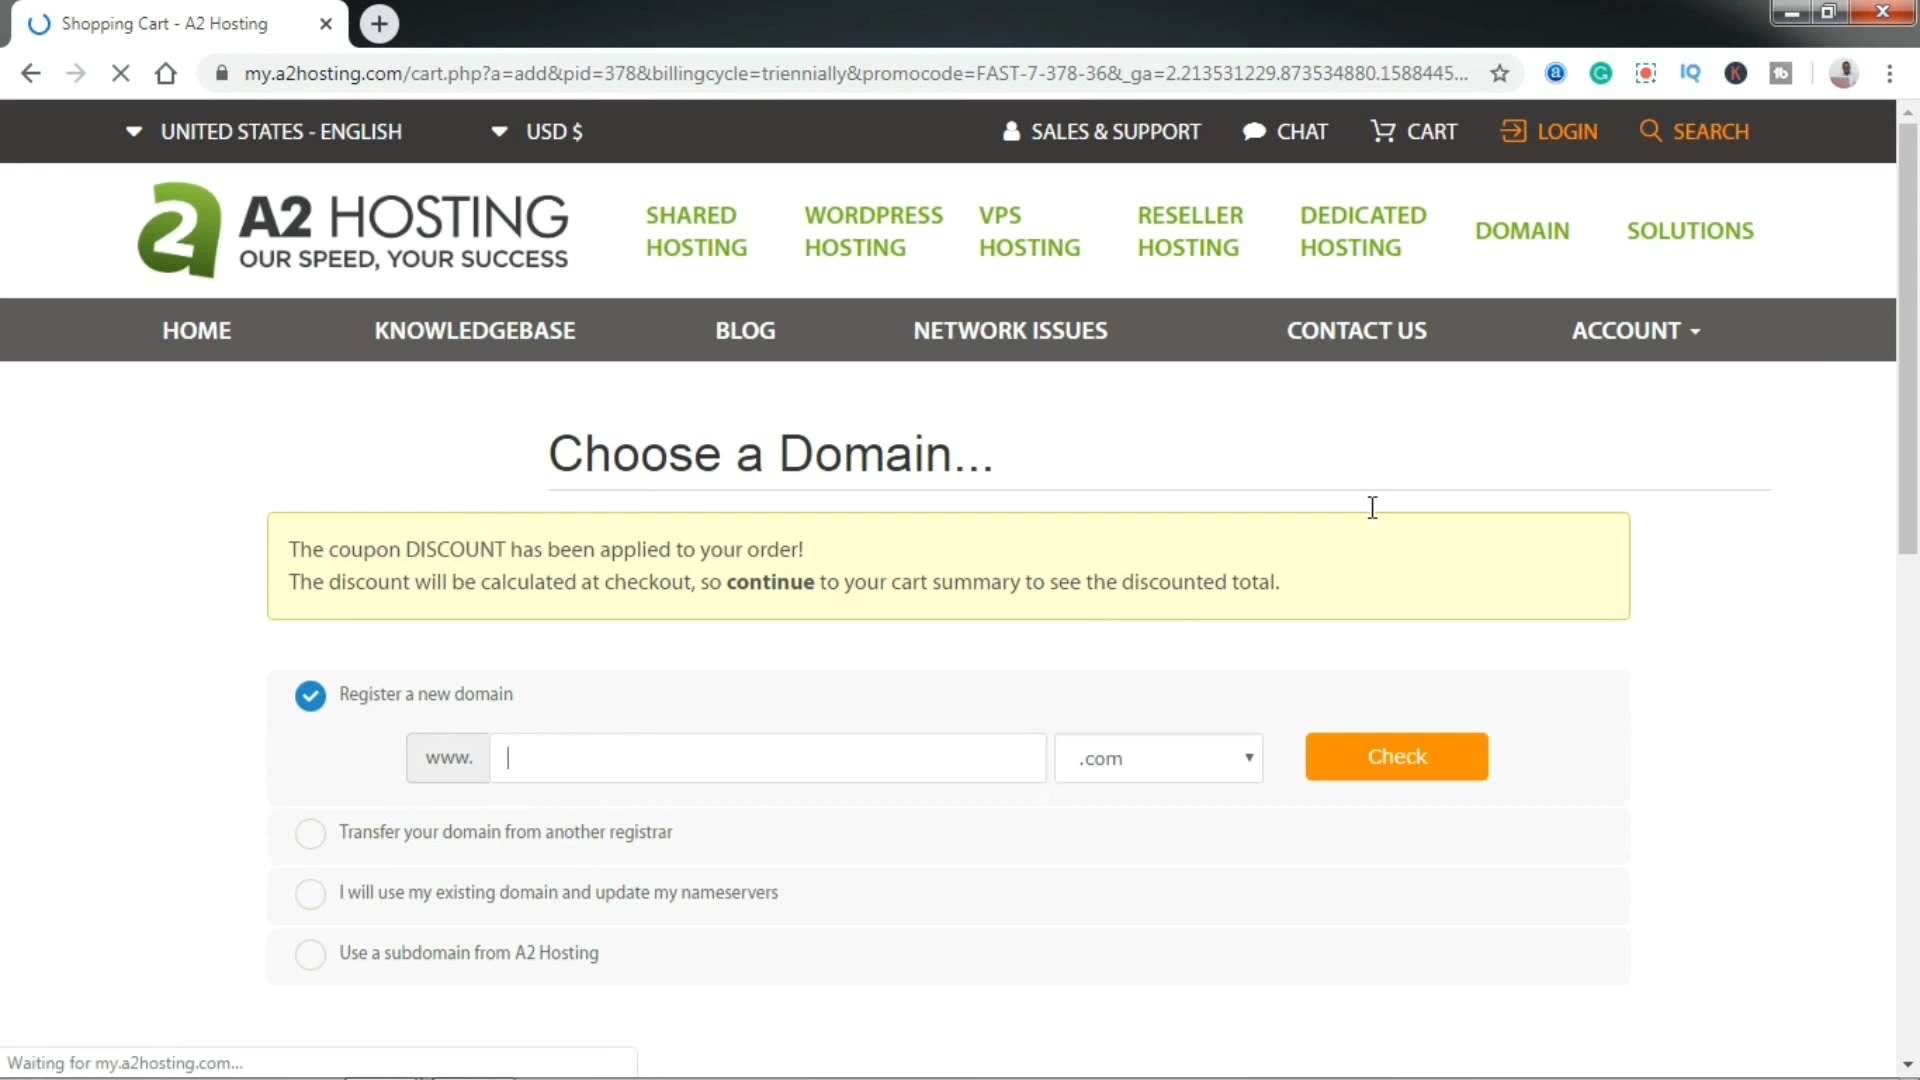 Shopping Cart - A2 Hosting
my.a2hosting.com/cart.php?a=add&pid=378&billingcycle=triennially&promocode=FAST-7-378-36&_ga=2.213531229.873534880.1588445...
UNITED STATES - ENGLISH
USD $
SALES & SUPPORT
CHAT
CART
LOGIN
SEARCH
A2 HOSTING
OUR SPEED, YOUR SUCCESS
SHARED
HOSTING
WORDPRESS
HOSTING
VPS
HOSTING
RESELLER
HOSTING
DEDICATED
HOSTING
DOMAIN
SOLUTIONS
HOME
KNOWLEDGEBASE
BLOG
NETWORK ISSUES
CONTACT US
ACCOUNT
Choose a Domain...
The coupon DISCOUNT has been applied to your order!
The discount will be calculated at checkout, so continue to your cart summary to see the discounted total.
Register a new domain
www.
.com
Check
Transfer your domain from another registrar
I will use my existing domain and update my nameservers
Use a subdomain from A2 Hosting
Waiting for my.a2hosting.com...